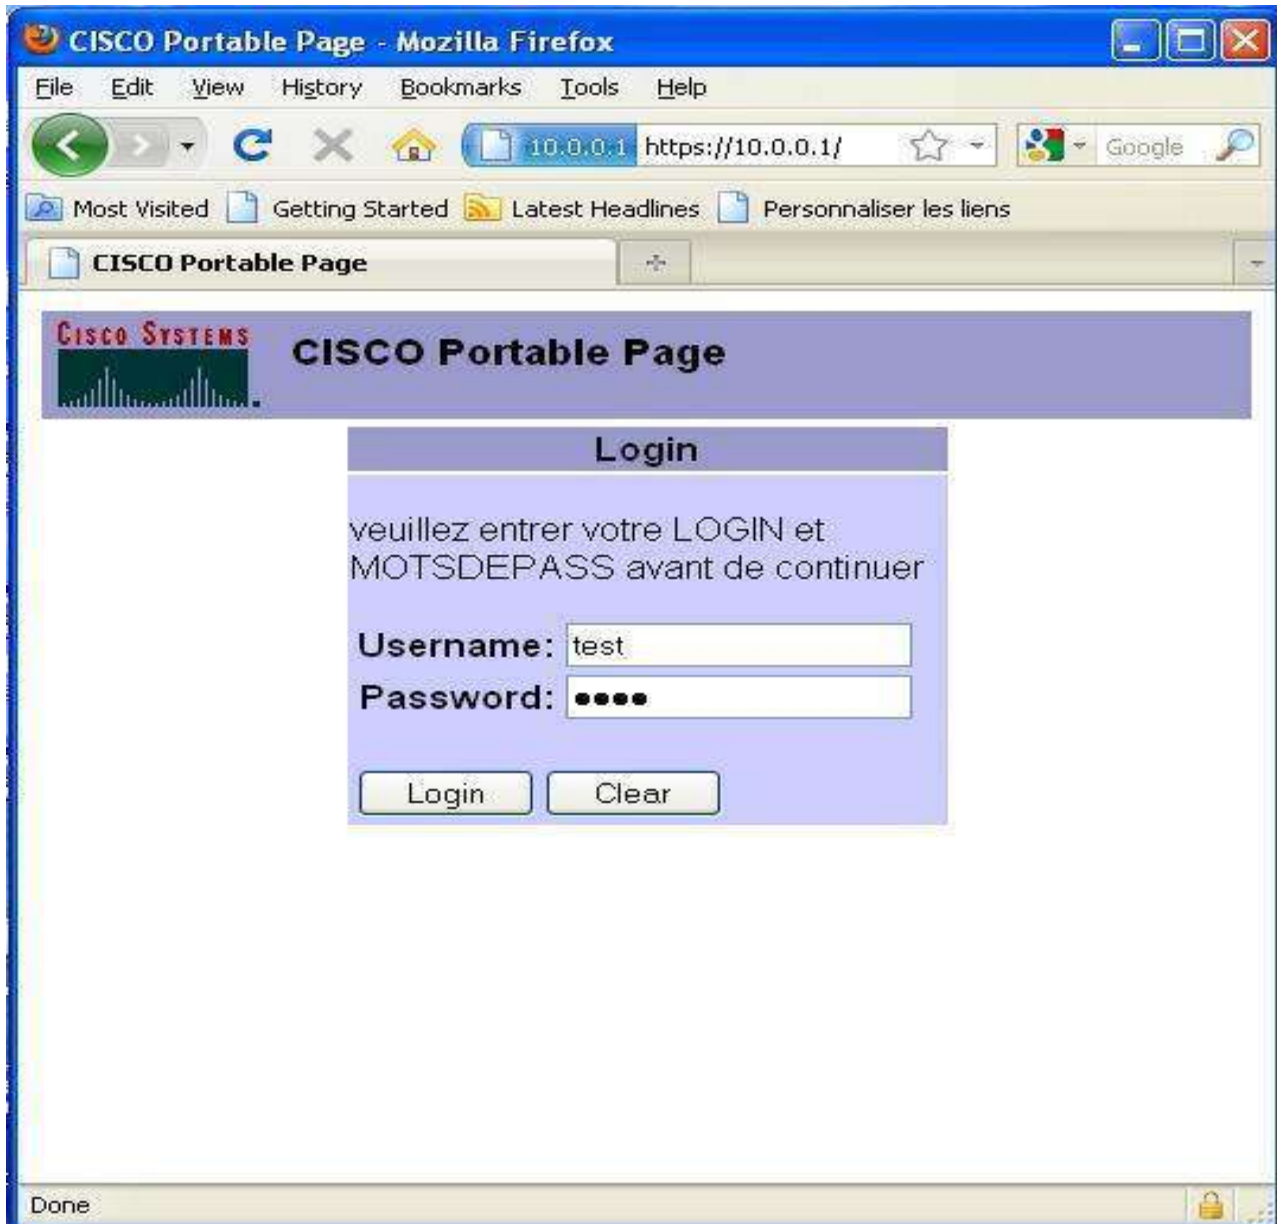 CISCO Portable Page - Mozilla Firefox
File Edit View History Bookmarks Tools Help
10.0.0.1 https://10.0.0.1/ Google
Most Visited Getting Started Latest Headlines Personnaliser les liens
CISCO Portable Page
CISCO SYSTEMS
CISCO Portable Page
Login
veuillez entrer votre LOGIN et
MOTSDEPASS avant de continuer
Username: test
Password: ••••
Login Clear
Done